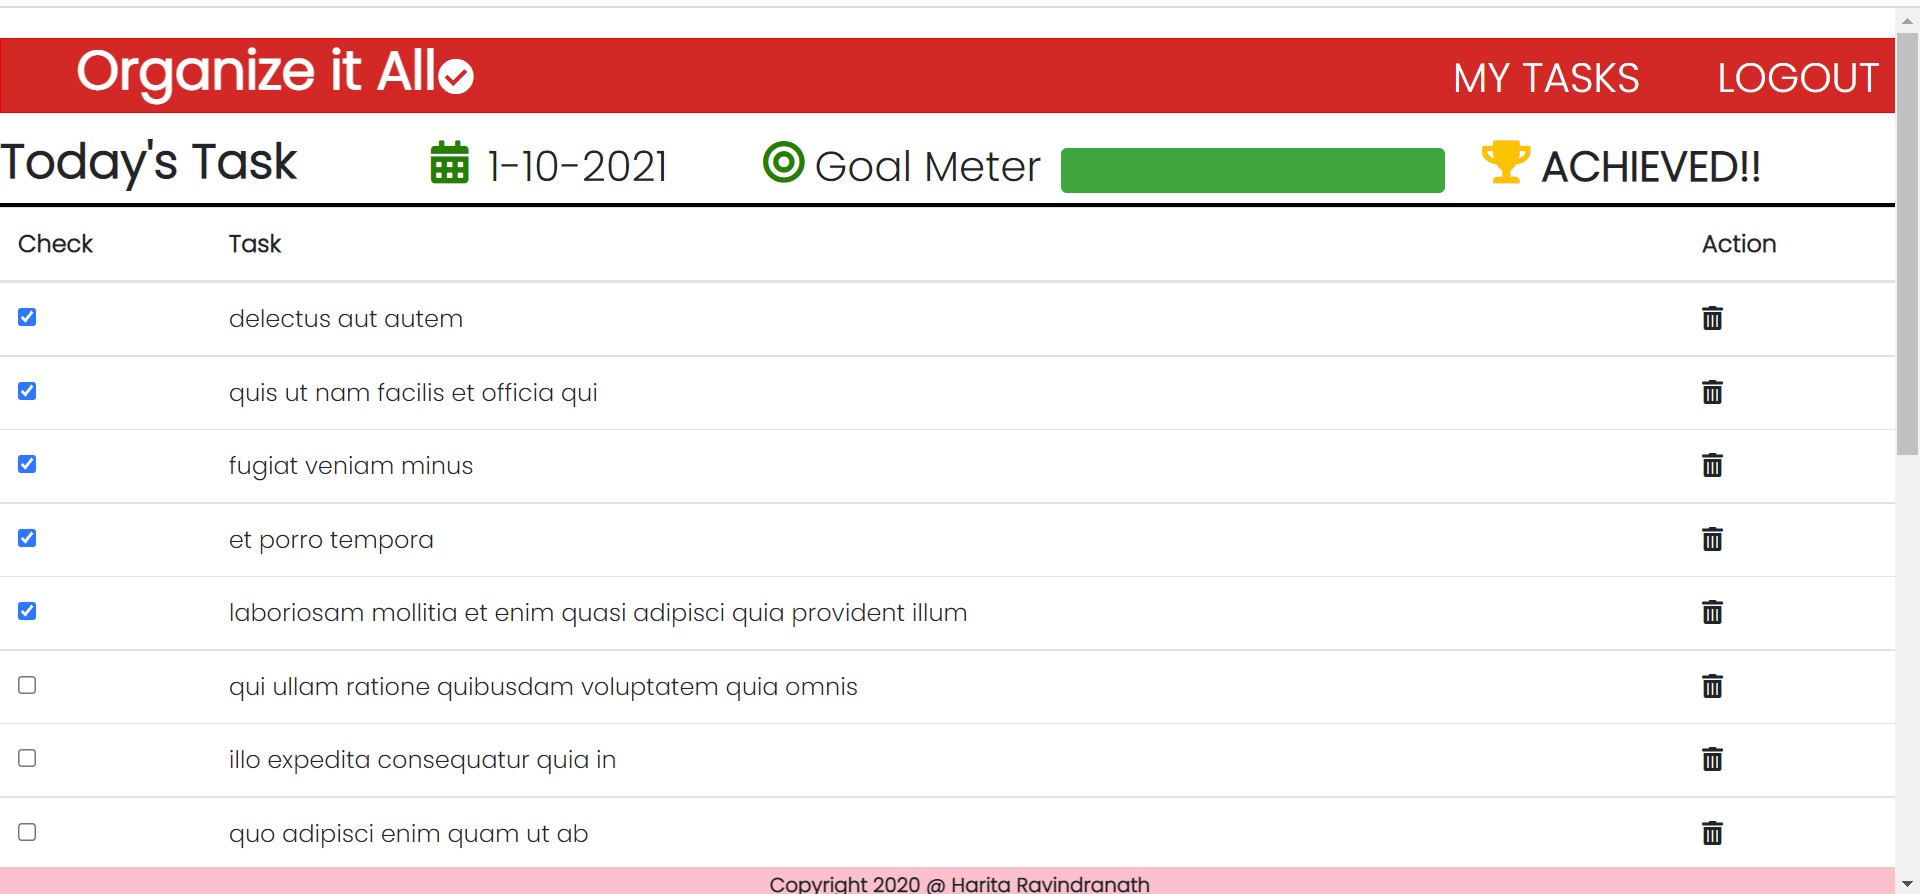 Organize it All
MY TASKS LOGOUT
Today's Task 1-10-2021 Goal Meter ACHIEVED!!
Check Task Action
delectus aut autem
quis ut nam facilis et officia qui
fugiat veniam minus
et porro tempora
laboriosam mollitia et enim quasi adipisci quia provident illum
qui ullam ratione quibusdam voluptatem quia omnis
illo expedita consequatur quia in
quo adipisci enim quam ut ab
Copyright 2020 @ Harita Ravindranath